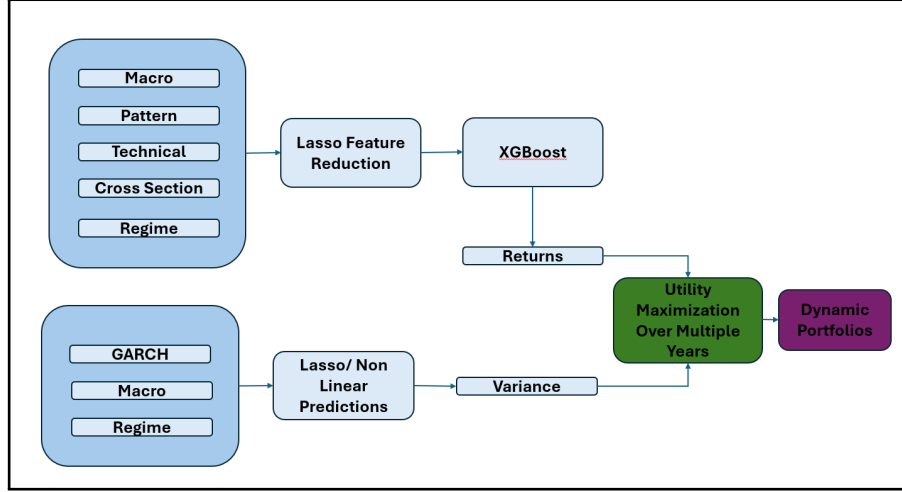 Macro
Pattern
Technical
Cross Section
Regime
Lasso Feature
Reduction
XGBoost
Returns
Utility
Maximization
Over Multiple
Years
Dynamic
Portfolios
GARCH
Macro
Regime
Lasso/ Non
Linear
Predictions
Variance